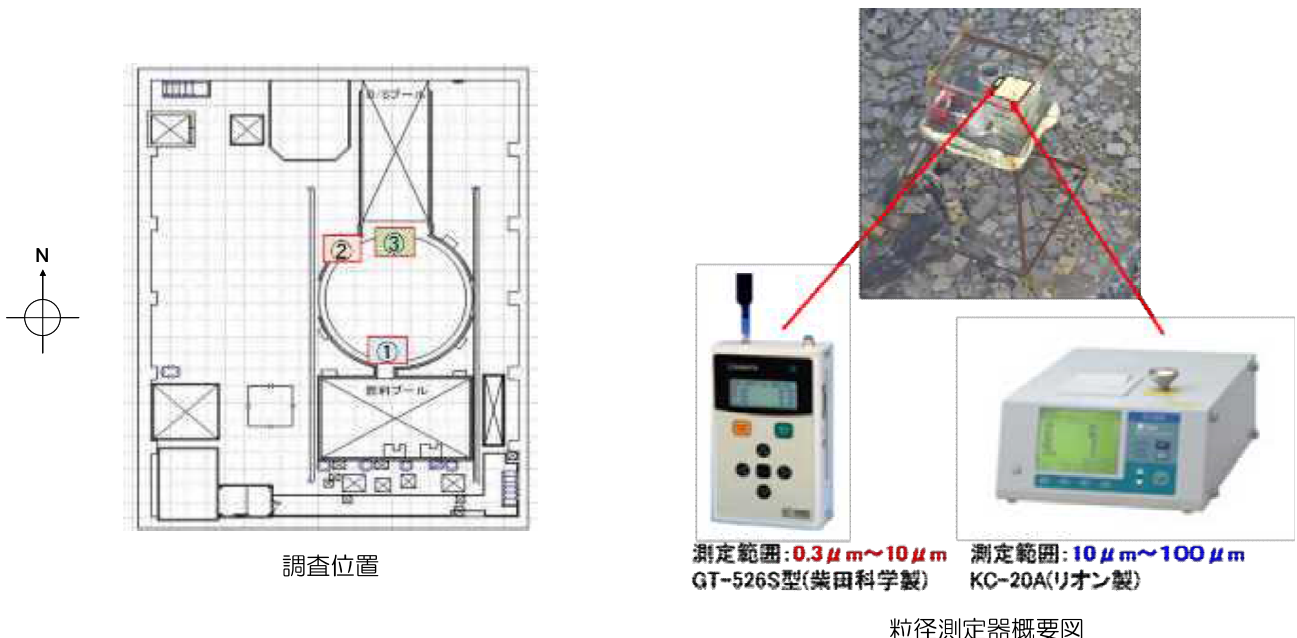 D/Sプール
②
③
N
①
燃料プール
調査位置
測定範囲:0.3μm～10μm
GT-526S型(柴田科学製)
測定範囲:10μm～100μm
KC-20A(リオン製)
粒径測定器概要図